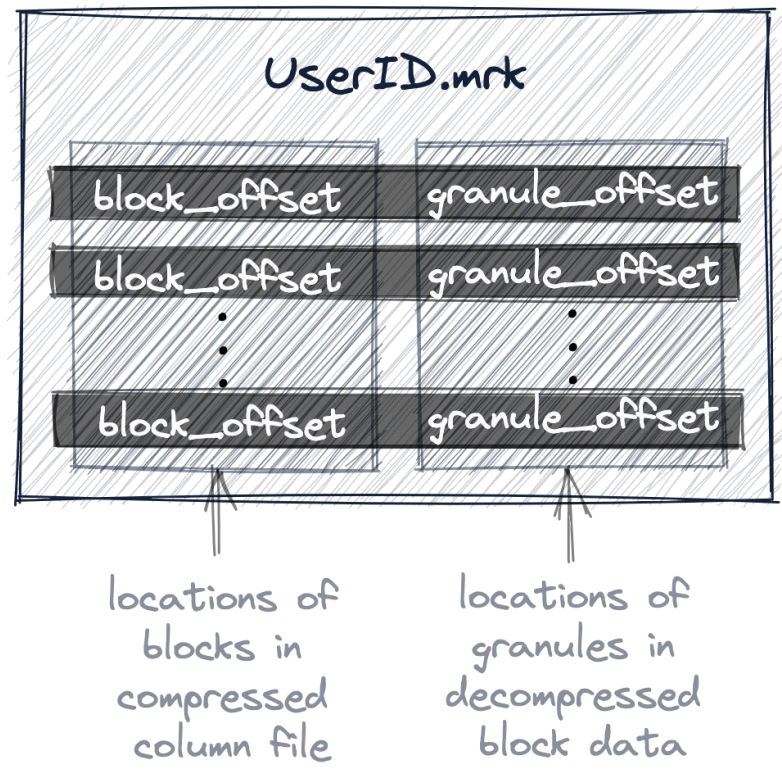 UserID.mrk
block_offset granule_offset
block_offset granule_offset
block_offset granule_offset
locations of
blocks in
compressed
column file
locations of
granules in
decompressed
block data